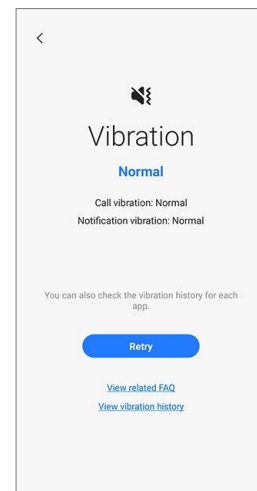 Vibration
Normal
Call vibration: Normal
Notification vibration: Normal
You can also check the vibration history for each
app.
Retry
View related FAQ
View vibration history